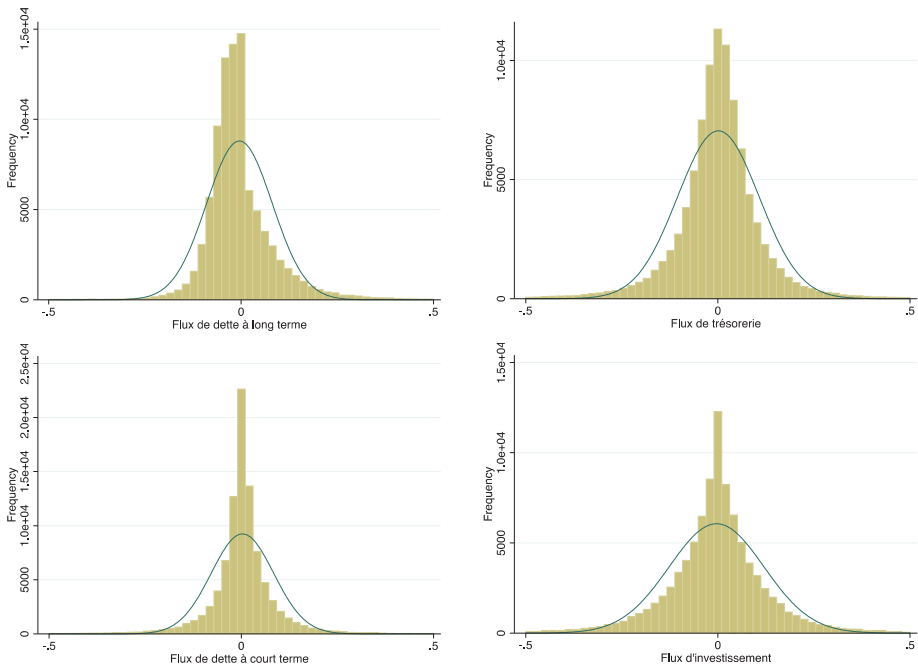 Frequency
1.5e+04
1.0e+04
5000
0
-.5 0 .5
Flux de dette à long terme
Frequency
1.0e+04
5000
0
-.5 0 .5
Flux de trésorerie
Frequency
2.5e+04
2.0e+04
1.5e+04
1.0e+04
5000
0
-.5 0 .5
Flux de dette à court terme
Frequency
1.5e+04
1.0e+04
5000
0
-.5 0 .5
Flux d'investissement